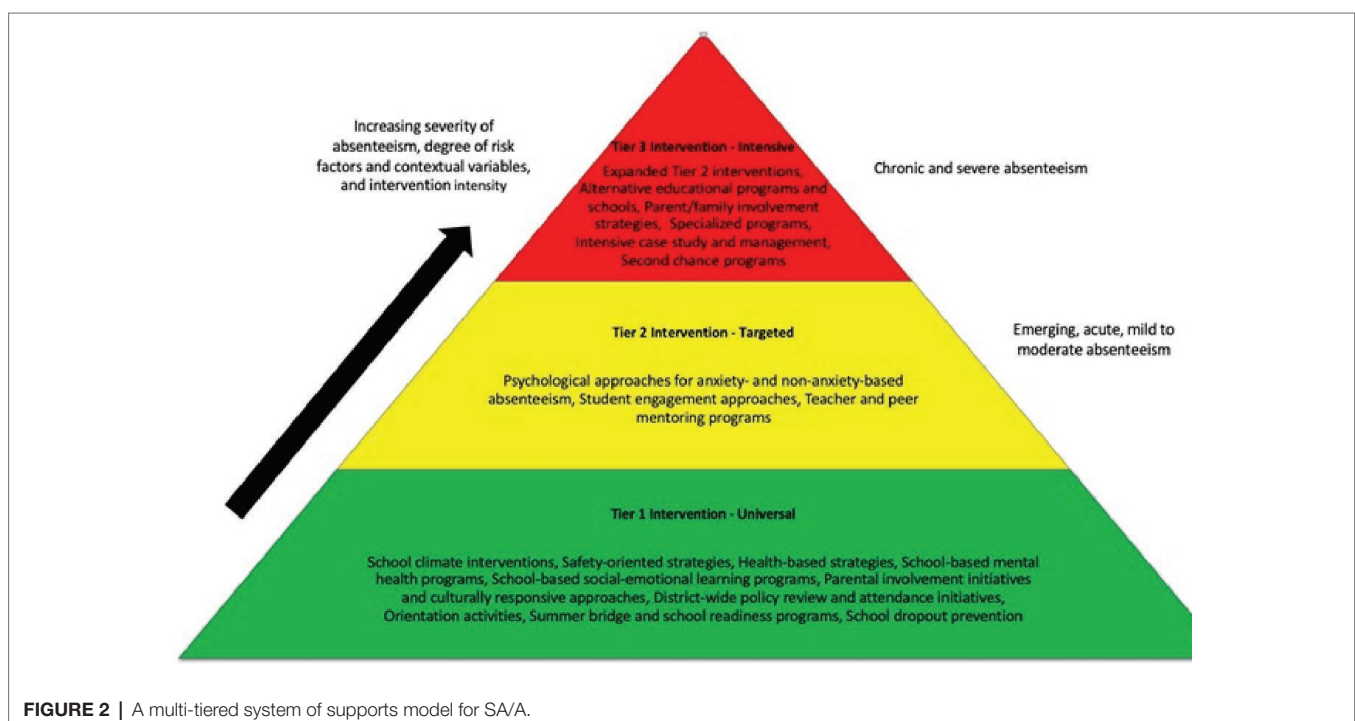 Increasing severity of
absenteeism, degree of risk
factors and contextual variables,
and intervention intensity
Tier 3 Intervention - Intensive
Expanded Tier 2 interventions,
Alternative educational programs and
schools, Parent/family involvement
strategies, Specialized programs,
Intensive case study and management,
Second chance programs
Chronic and severe absenteeism
Tier 2 Intervention - Targeted
Psychological approaches for anxiety- and non-anxiety-based
absenteeism, Student engagement approaches, Teacher and peer
mentoring programs
Emerging, acute, mild to
moderate absenteeism
Tier 1 Intervention - Universal
School climate interventions, Safety-oriented strategies, Health-based strategies, School-based mental
health programs, School-based social-emotional learning programs, Parental involvement initiatives
and culturally responsive approaches, District-wide policy review and attendance initiatives,
Orientation activities, Summer bridge and school readiness programs, School dropout prevention
FIGURE 2 | A multi-tiered system of supports model for SA/A.